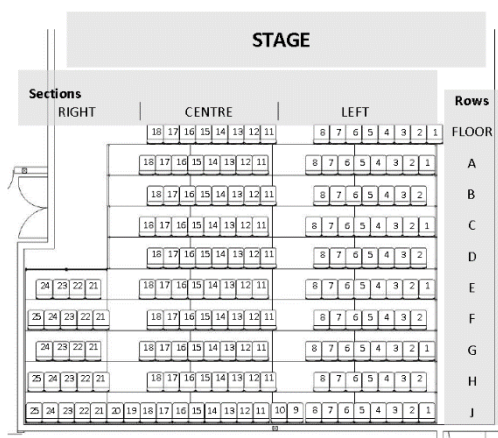 STAGE
Sections
Rows
RIGHT | CENTRE | LEFT
18 17 16 15 14 13 12 11 8 7 6 5 4 3 2 1 FLOOR
18 17 16 15 14 13 12 11 8 7 6 5 4 3 2 1 A
18 17 16 15 14 13 12 11 8 7 6 5 4 3 2 B
18 17 16 15 14 13 12 11 8 7 6 5 4 3 2 1 C
18 17 16 15 14 13 12 11 8 7 6 5 4 3 2 D
24 23 22 21 18 17 16 15 14 13 12 11 8 7 6 5 4 3 2 1 E
25 24 23 22 21 18 17 16 15 14 13 12 11 8 7 6 5 4 3 2 F
24 23 22 21 18 17 16 15 14 13 12 11 8 7 6 5 4 3 2 1 G
25 24 23 22 21 18 17 16 15 14 13 12 11 8 7 6 5 4 3 2 H
25 24 23 22 21 20 19 18 17 16 15 14 13 12 11 10 9 8 7 6 5 4 3 2 1 J